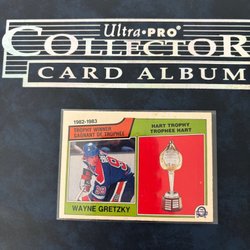 Ultra·PRO
COLLECTOR
CARD ALBUM
1982-1983
TROPHY WINNER
GAGNANT DE TROPHÉE
HART TROPHY
TROPHÉE HART
WAYNE GRETZKY